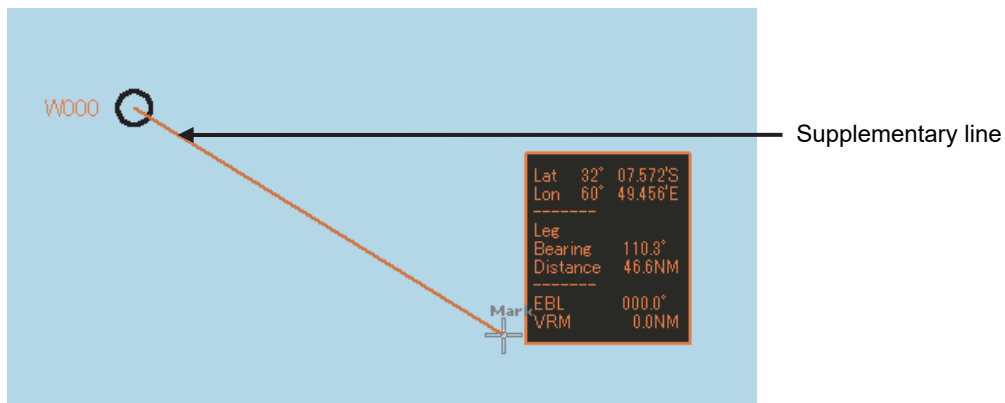 W000
Supplementary line
Lat 32° 07.572'S
Lon 60° 49.456'E
-------
Leg
Bearing 110.3°
Distance 46.6NM
-------
EBL 000.0°
VRM 0.0NM
Mark